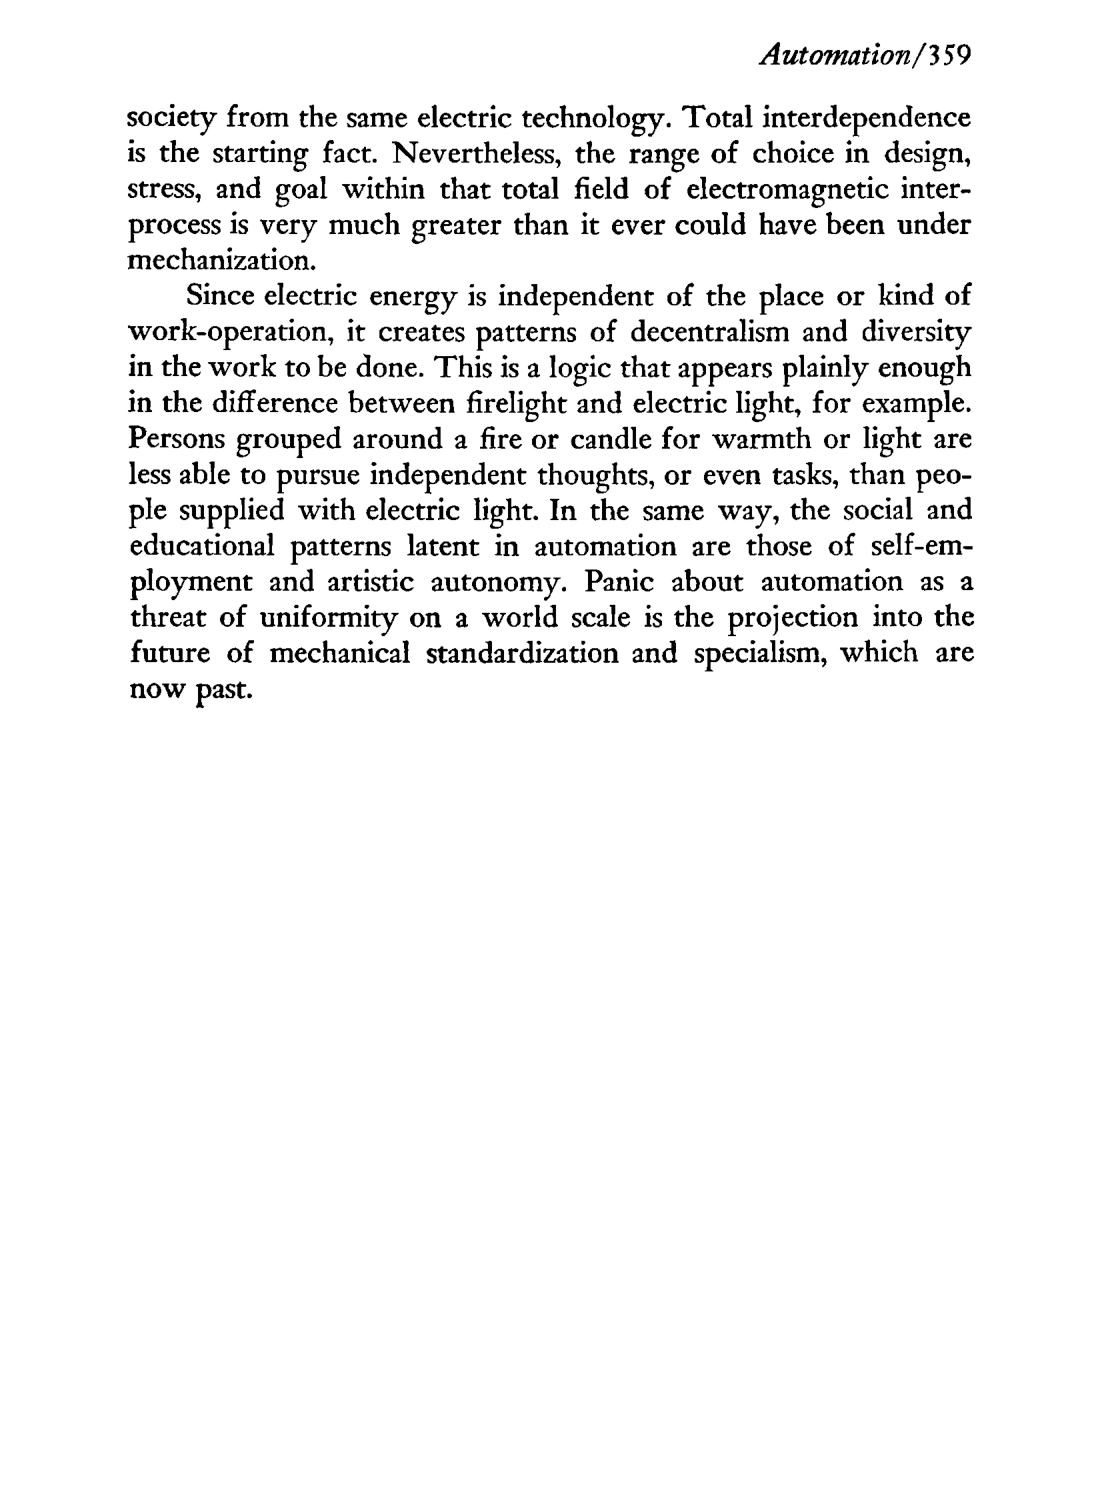 Automation/359
society from the same electric technology. Total interdependence
is the starting fact. Nevertheless, the range of choice in design,
stress, and goal within that total field of electromagnetic inter-
process is very much greater than it ever could have been under
mechanization.
Since electric energy is independent of the place or kind of
work-operation, it creates patterns of decentralism and diversity
in the work to be done. This is a logic that appears plainly enough
in the difference between firelight and electric light, for example.
Persons grouped around a fire or candle for warmth or light are
less able to pursue independent thoughts, or even tasks, than peo-
ple supplied with electric light. In the same way, the social and
educational patterns latent in automation are those of self-em-
ployment and artistic autonomy. Panic about automation as a
threat of uniformity on a world scale is the projection into the
future of mechanical standardization and specialism, which are
now past.